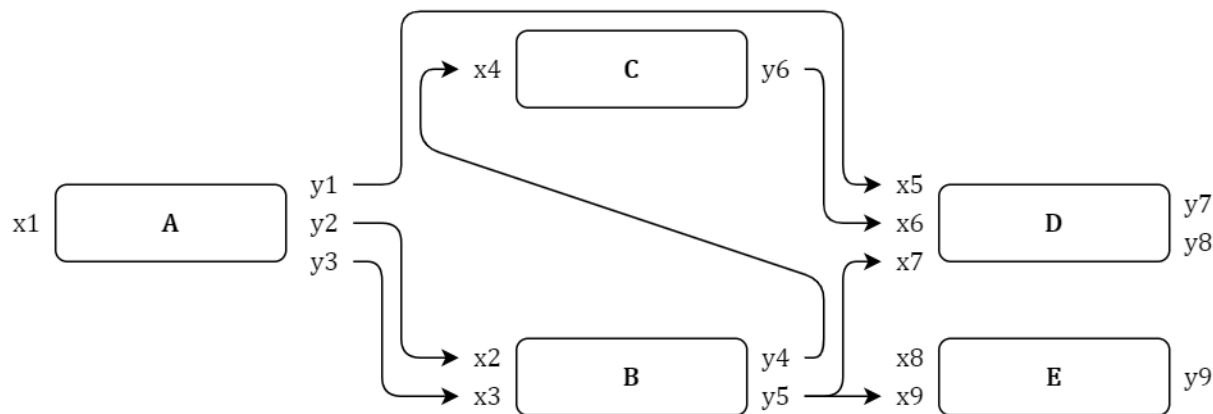 x4 C y6
y1
x1 A y2
y3
x5
x6 D y7
x7 y8
x2 B y4
x3 y5
x8 E y9
x9